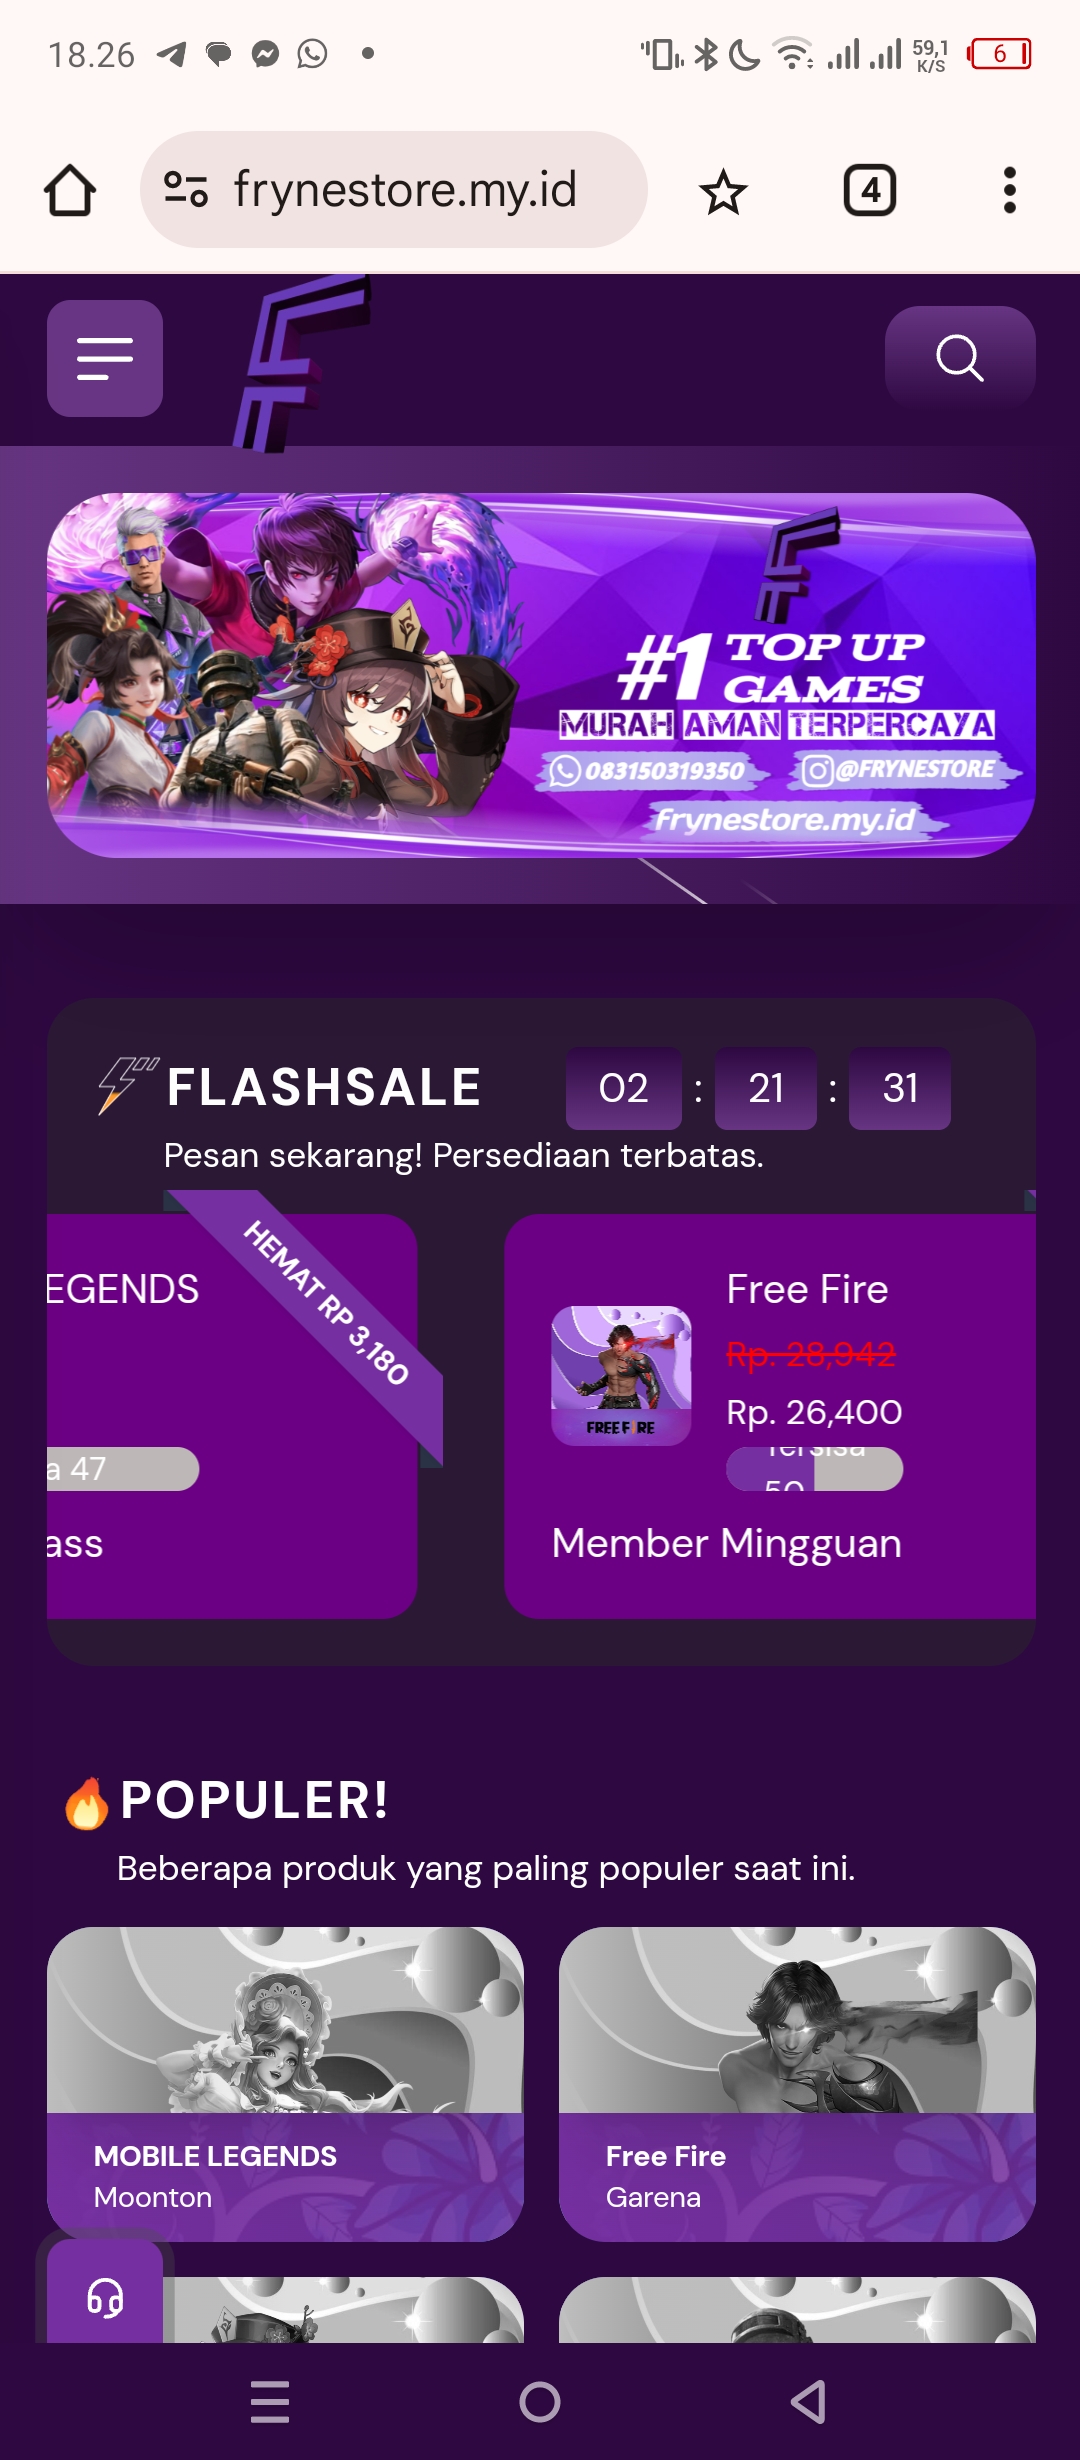 18.26
59,1
K/S
6
frynestore.my.id
4
#1 TOP UP
GAMES
MURAH AMAN TERPERCAYA
083150319350 @FRYNESTORE
frynestore.my.id
FLASHSALE 02 : 21 : 31
Pesan sekarang! Persediaan terbatas.
HEMAT RP 3,180
EGENDS
a 47
ass
Free Fire
Rp. 28,942
Rp. 26,400
Tersisa
50
FREE FIRE
Member Mingguan
POPULER!
Beberapa produk yang paling populer saat ini.
MOBILE LEGENDS
Moonton
Free Fire
Garena